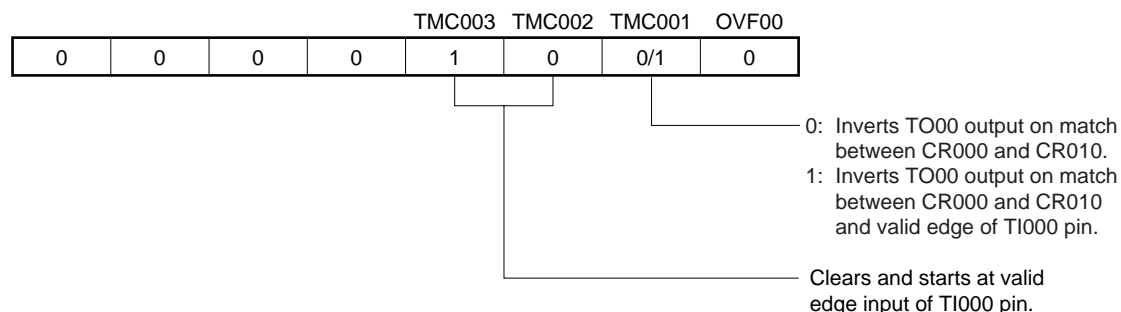 TMC003 TMC002 TMC001 OVF00
0 0 0 0 1 0 0/1 0
0: Inverts TO00 output on match
between CR000 and CR010.
1: Inverts TO00 output on match
between CR000 and CR010
and valid edge of TI000 pin.
Clears and starts at valid
edge input of TI000 pin.